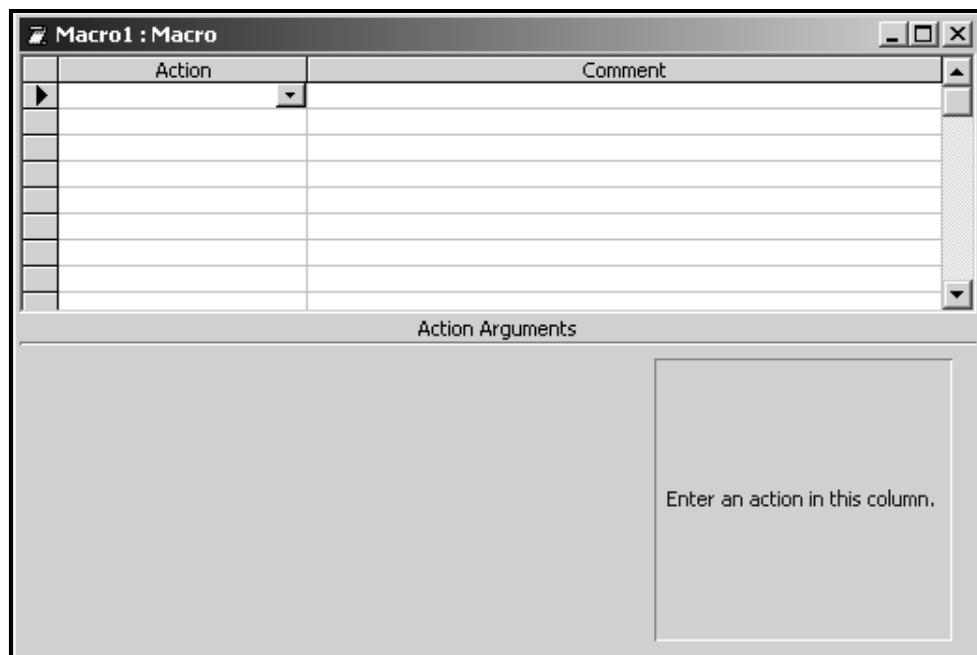 Macro1 : Macro
Action Comment
Action Arguments
Enter an action in this column.